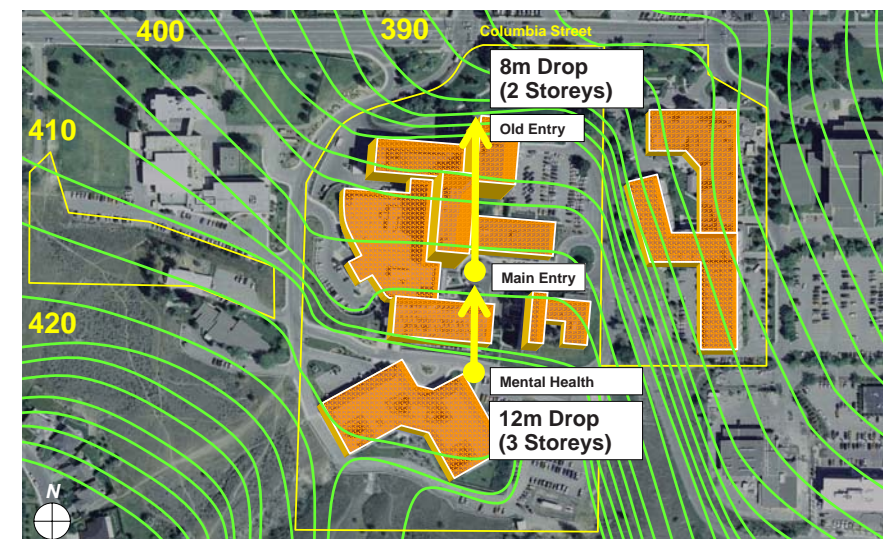 400
390
Columbia Street
8m Drop
(2 Storeys)
410
Old Entry
Main Entry
420
Mental Health
12m Drop
(3 Storeys)
N